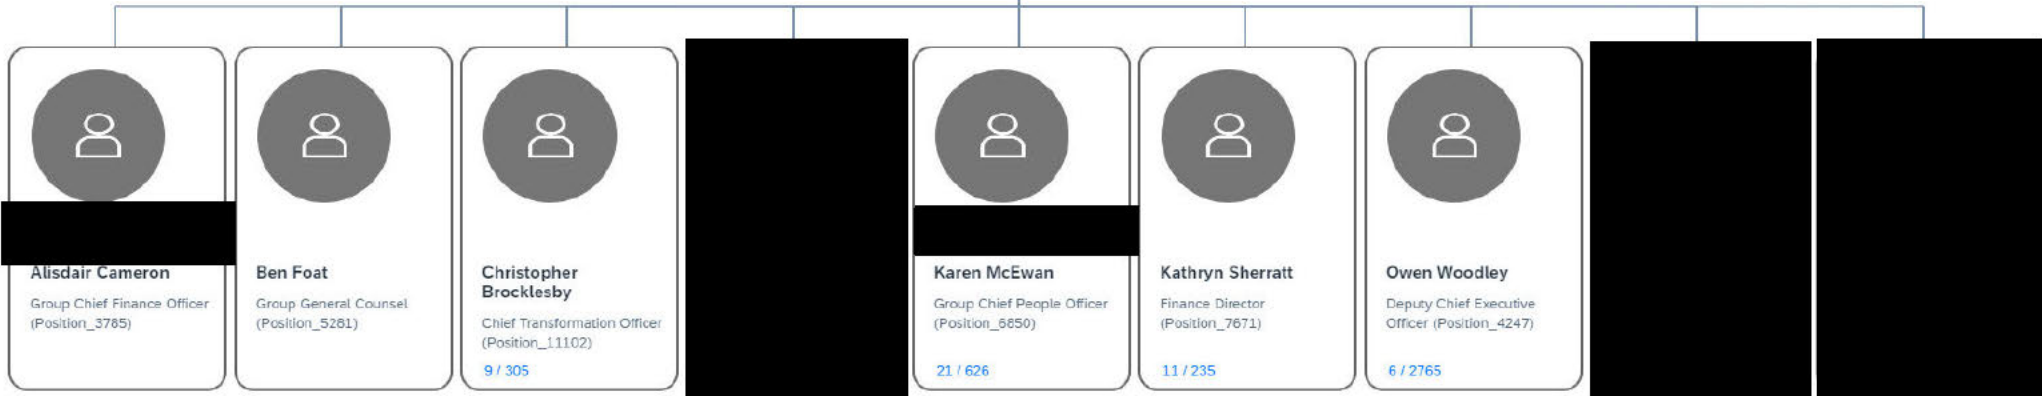 Alisdair Cameron
Group Chief Finance Officer
(Position_3785)
Ben Foat
Group General Counsel
(Position_5281)
Christopher
Brocklesby
Chief Transformation Officer
(Position_11102)
9 / 305
Karen McEwan
Group Chief People Officer
(Position_6850)
21 / 626
Kathryn Sherratt
Finance Director
(Position_7671)
11 / 235
Owen Woodley
Deputy Chief Executive
Officer (Position_4247)
6 / 2765